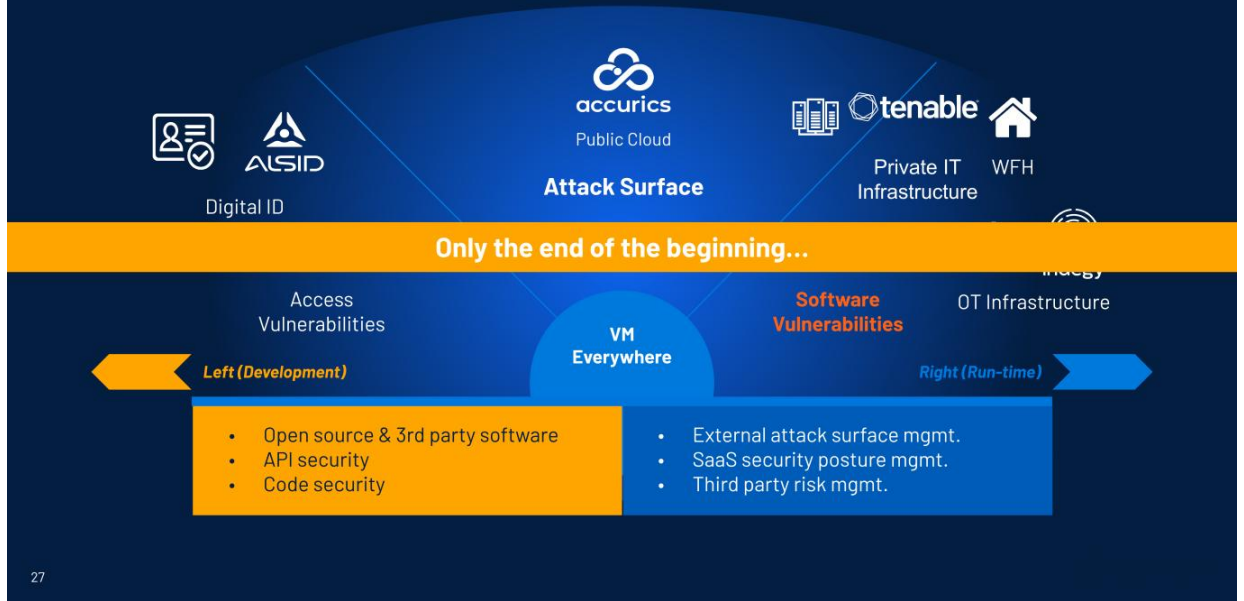 accurics
Public Cloud
Attack Surface
ALSID
Digital ID
tenable
Private IT
Infrastructure
WFH
Only the end of the beginning...
indegy
OT Infrastructure
Access
Vulnerabilities
Software
Vulnerabilities
VM
Everywhere
Left (Development)
Right (Run-time)
• Open source & 3rd party software
• API security
• Code security
• External attack surface mgmt.
• SaaS security posture mgmt.
• Third party risk mgmt.
27